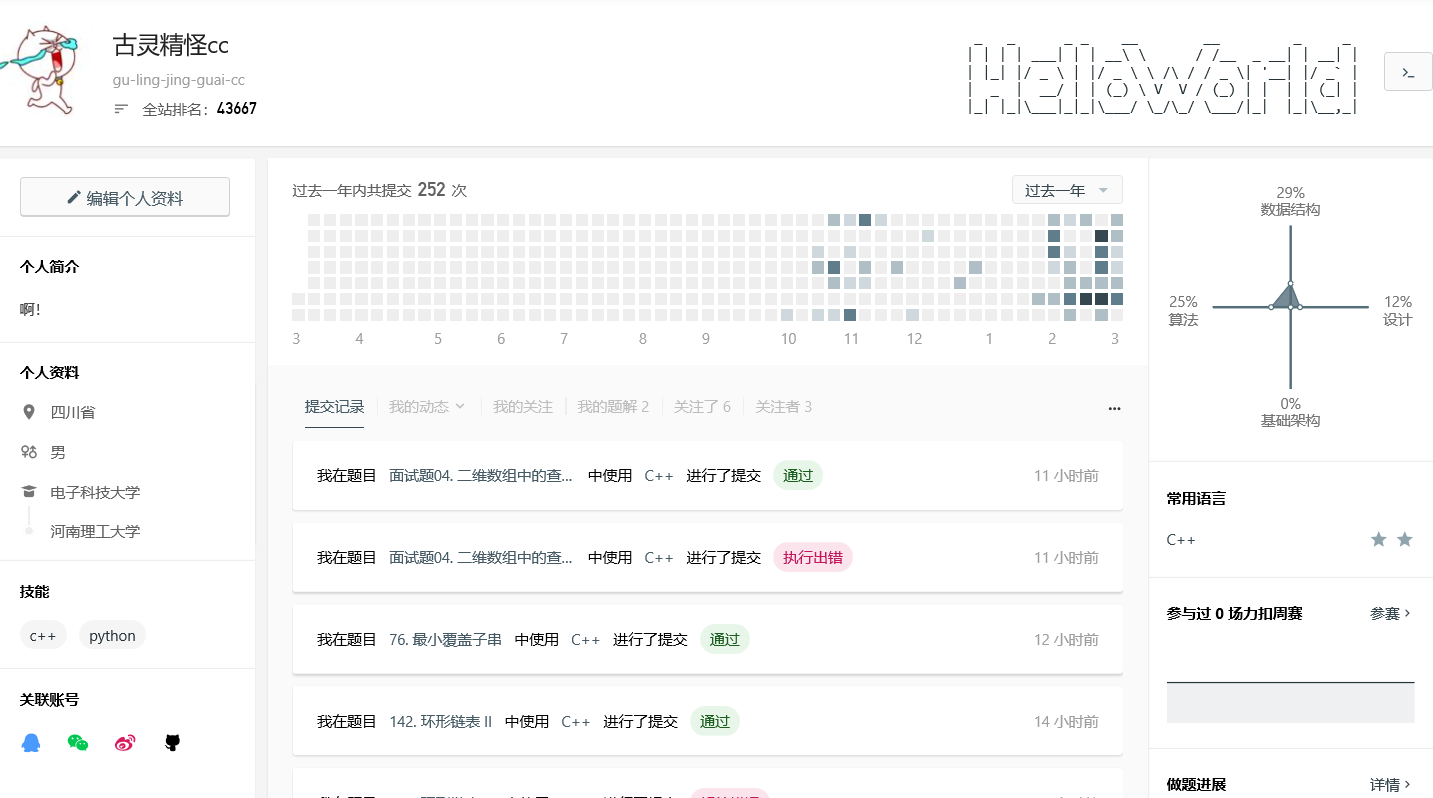 古灵精怪cc
gu-ling-jing-guai-cc
全站排名：43667
HelloWorld
>_
编辑个人资料
个人简介
啊！
个人资料
四川省
男
电子科技大学
河南理工大学
技能
c++ python
关联账号
过去一年内共提交 252 次
过去一年
3 4 5 6 7 8 9 10 11 12 1 2 3
提交记录 我的动态 我的关注 我的题解 2 关注了 6 关注者 3 ...
我在题目 面试题04. 二维数组中的查... 中使用 C++ 进行了提交 通过 11 小时前
我在题目 面试题04. 二维数组中的查... 中使用 C++ 进行了提交 执行出错 11 小时前
我在题目 76. 最小覆盖子串 中使用 C++ 进行了提交 通过 12 小时前
我在题目 142. 环形链表 II 中使用 C++ 进行了提交 通过 14 小时前
29%
数据结构
25%
算法
12%
设计
0%
基础架构
常用语言
C++
参与过 0 场力扣周赛 参赛 >
做题进展 详情 >